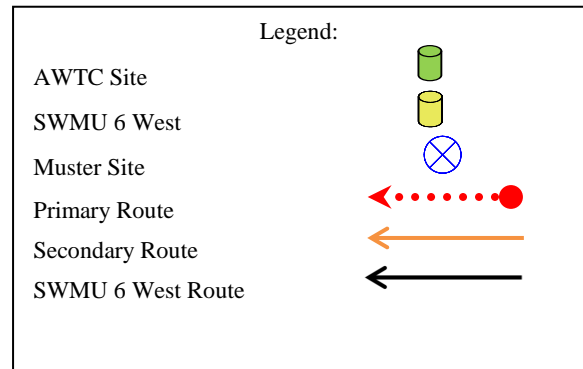 Legend:
AWTC Site
SWMU 6 West
Muster Site
Primary Route
Secondary Route
SWMU 6 West Route